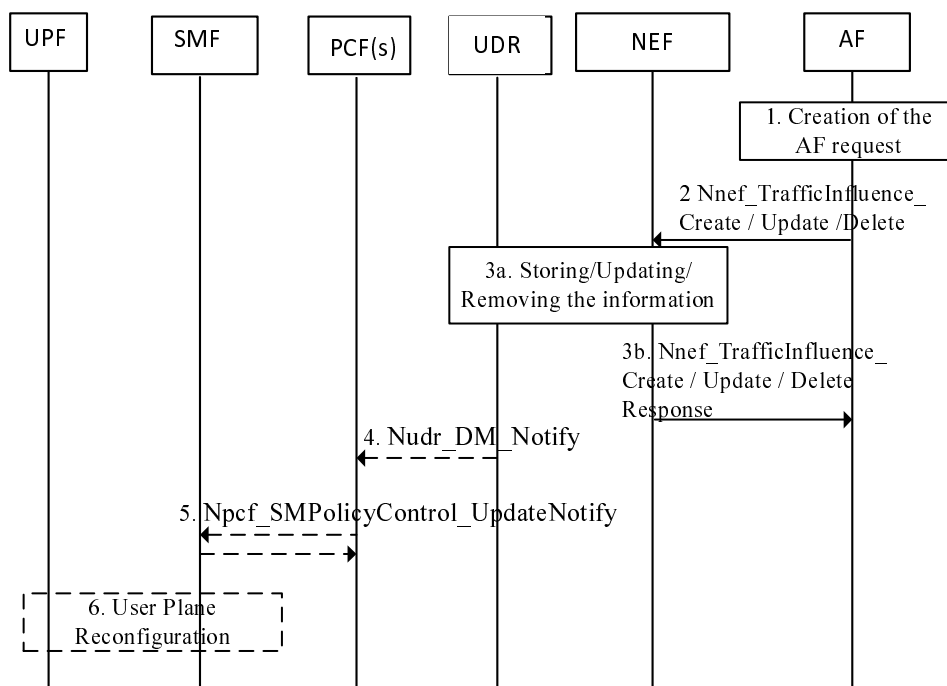 UPF
SMF
PCF(s)
UDR
NEF
AF
1. Creation of the
AF request
2 Nnef_TrafficInfluence_
Create / Update /Delete
3a. Storing/Updating/
Removing the information
3b. Nnef_TrafficInfluence_
Create / Update / Delete
Response
4. Nudr_DM_Notify
5. Npcf_SMPolicyControl_UpdateNotify
6. User Plane
Reconfiguration